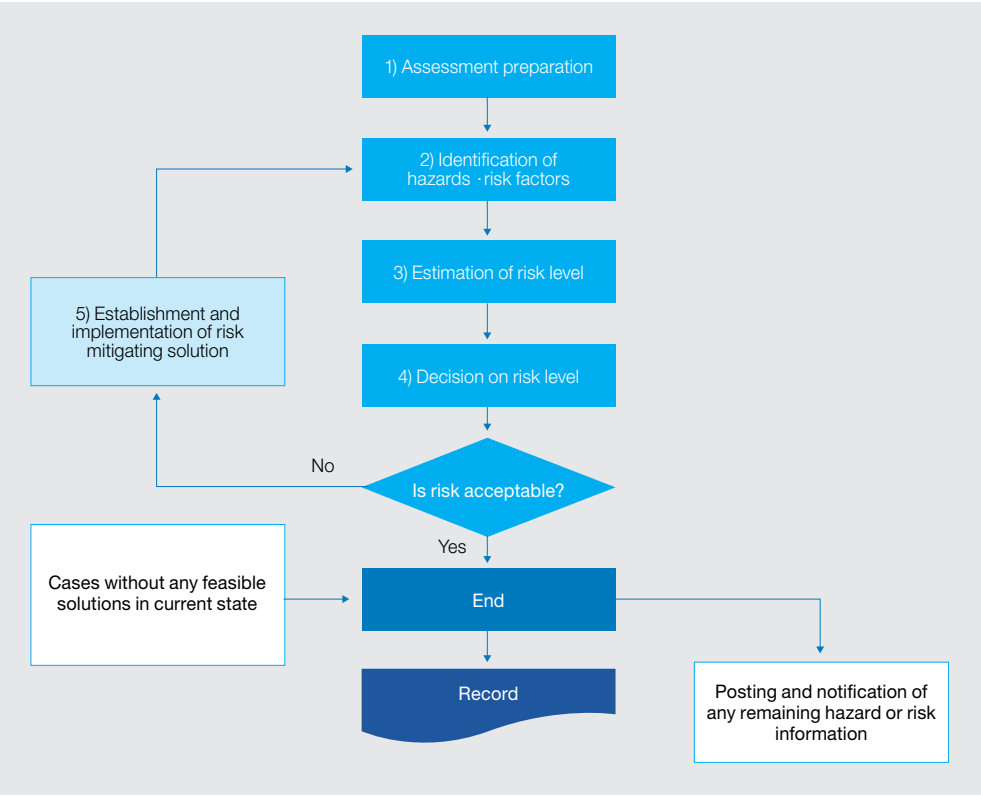 1) Assessment preparation
2) Identification of
hazards · risk factors
3) Estimation of risk level
5) Establishment and
implementation of risk
mitigating solution
4) Decision on risk level
No
Is risk acceptable?
Yes
Cases without any feasible
solutions in current state
End
Record
Posting and notification of
any remaining hazard or risk
information